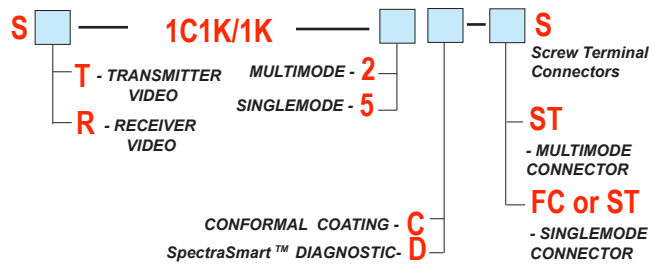 S — 1C1K/1K — - S
Screw Terminal
Connectors
T - TRANSMITTER
VIDEO
R - RECEIVER
VIDEO
MULTIMODE - 2
SINGLEMODE - 5
ST
- MULTIMODE
CONNECTOR
FC or ST
- SINGLEMODE
CONNECTOR
CONFORMAL COATING - C
SpectraSmart ™ DIAGNOSTIC- D